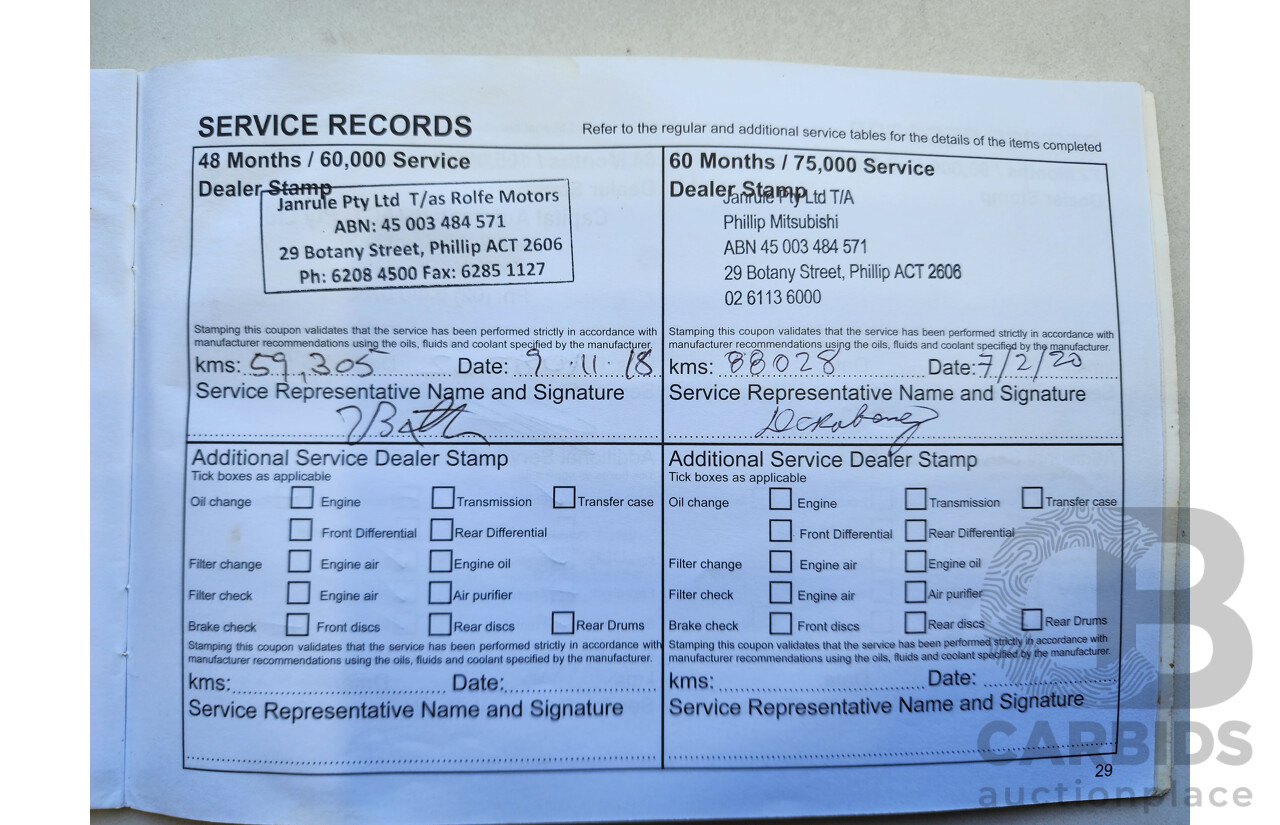 SERVICE RECORDS
Refer to the regular and additional service tables for the details of the items completed
48 Months / 60,000 Service
Dealer Stamp
Janrule Pty Ltd T/as Rolfe Motors
ABN: 45 003 484 571
29 Botany Street, Phillip ACT 2606
Ph: 6208 4500 Fax: 6285 1127
Stamping this coupon validates that the service has been performed strictly in accordance with
manufacturer recommendations using the oils, fluids and coolant specified by the manufacturer.
kms: 59,305 Date: 9.11.18
Service Representative Name and Signature
60 Months / 75,000 Service
Dealer Stamp
Janrule Pty Ltd T/A
Phillip Mitsubishi
ABN 45 003 484 571
29 Botany Street, Phillip ACT 2606
02 6113 6000
Stamping this coupon validates that the service has been performed strictly in accordance with
manufacturer recommendations using the oils, fluids and coolant specified by the manufacturer.
kms: 88028 Date: 7/2/20
Service Representative Name and Signature
Additional Service Dealer Stamp
Tick boxes as applicable
Oil change Engine Transmission Transfer case
Front Differential Rear Differential
Filter change Engine air Engine oil
Filter check Engine air Air purifier
Brake check Front discs Rear discs Rear Drums
Stamping this coupon validates that the service has been performed strictly in accordance with
manufacturer recommendations using the oils, fluids and coolant specified by the manufacturer.
kms: Date:
Service Representative Name and Signature
Additional Service Dealer Stamp
Tick boxes as applicable
Oil change Engine Transmission Transfer case
Front Differential Rear Differential
Filter change Engine air Engine oil
Filter check Engine air Air purifier
Brake check Front discs Rear discs Rear Drums
Stamping this coupon validates that the service has been performed strictly in accordance with
manufacturer recommendations using the oils, fluids and coolant specified by the manufacturer.
kms: Date:
Service Representative Name and Signature
29
CB
CARBIDS
auctionplace